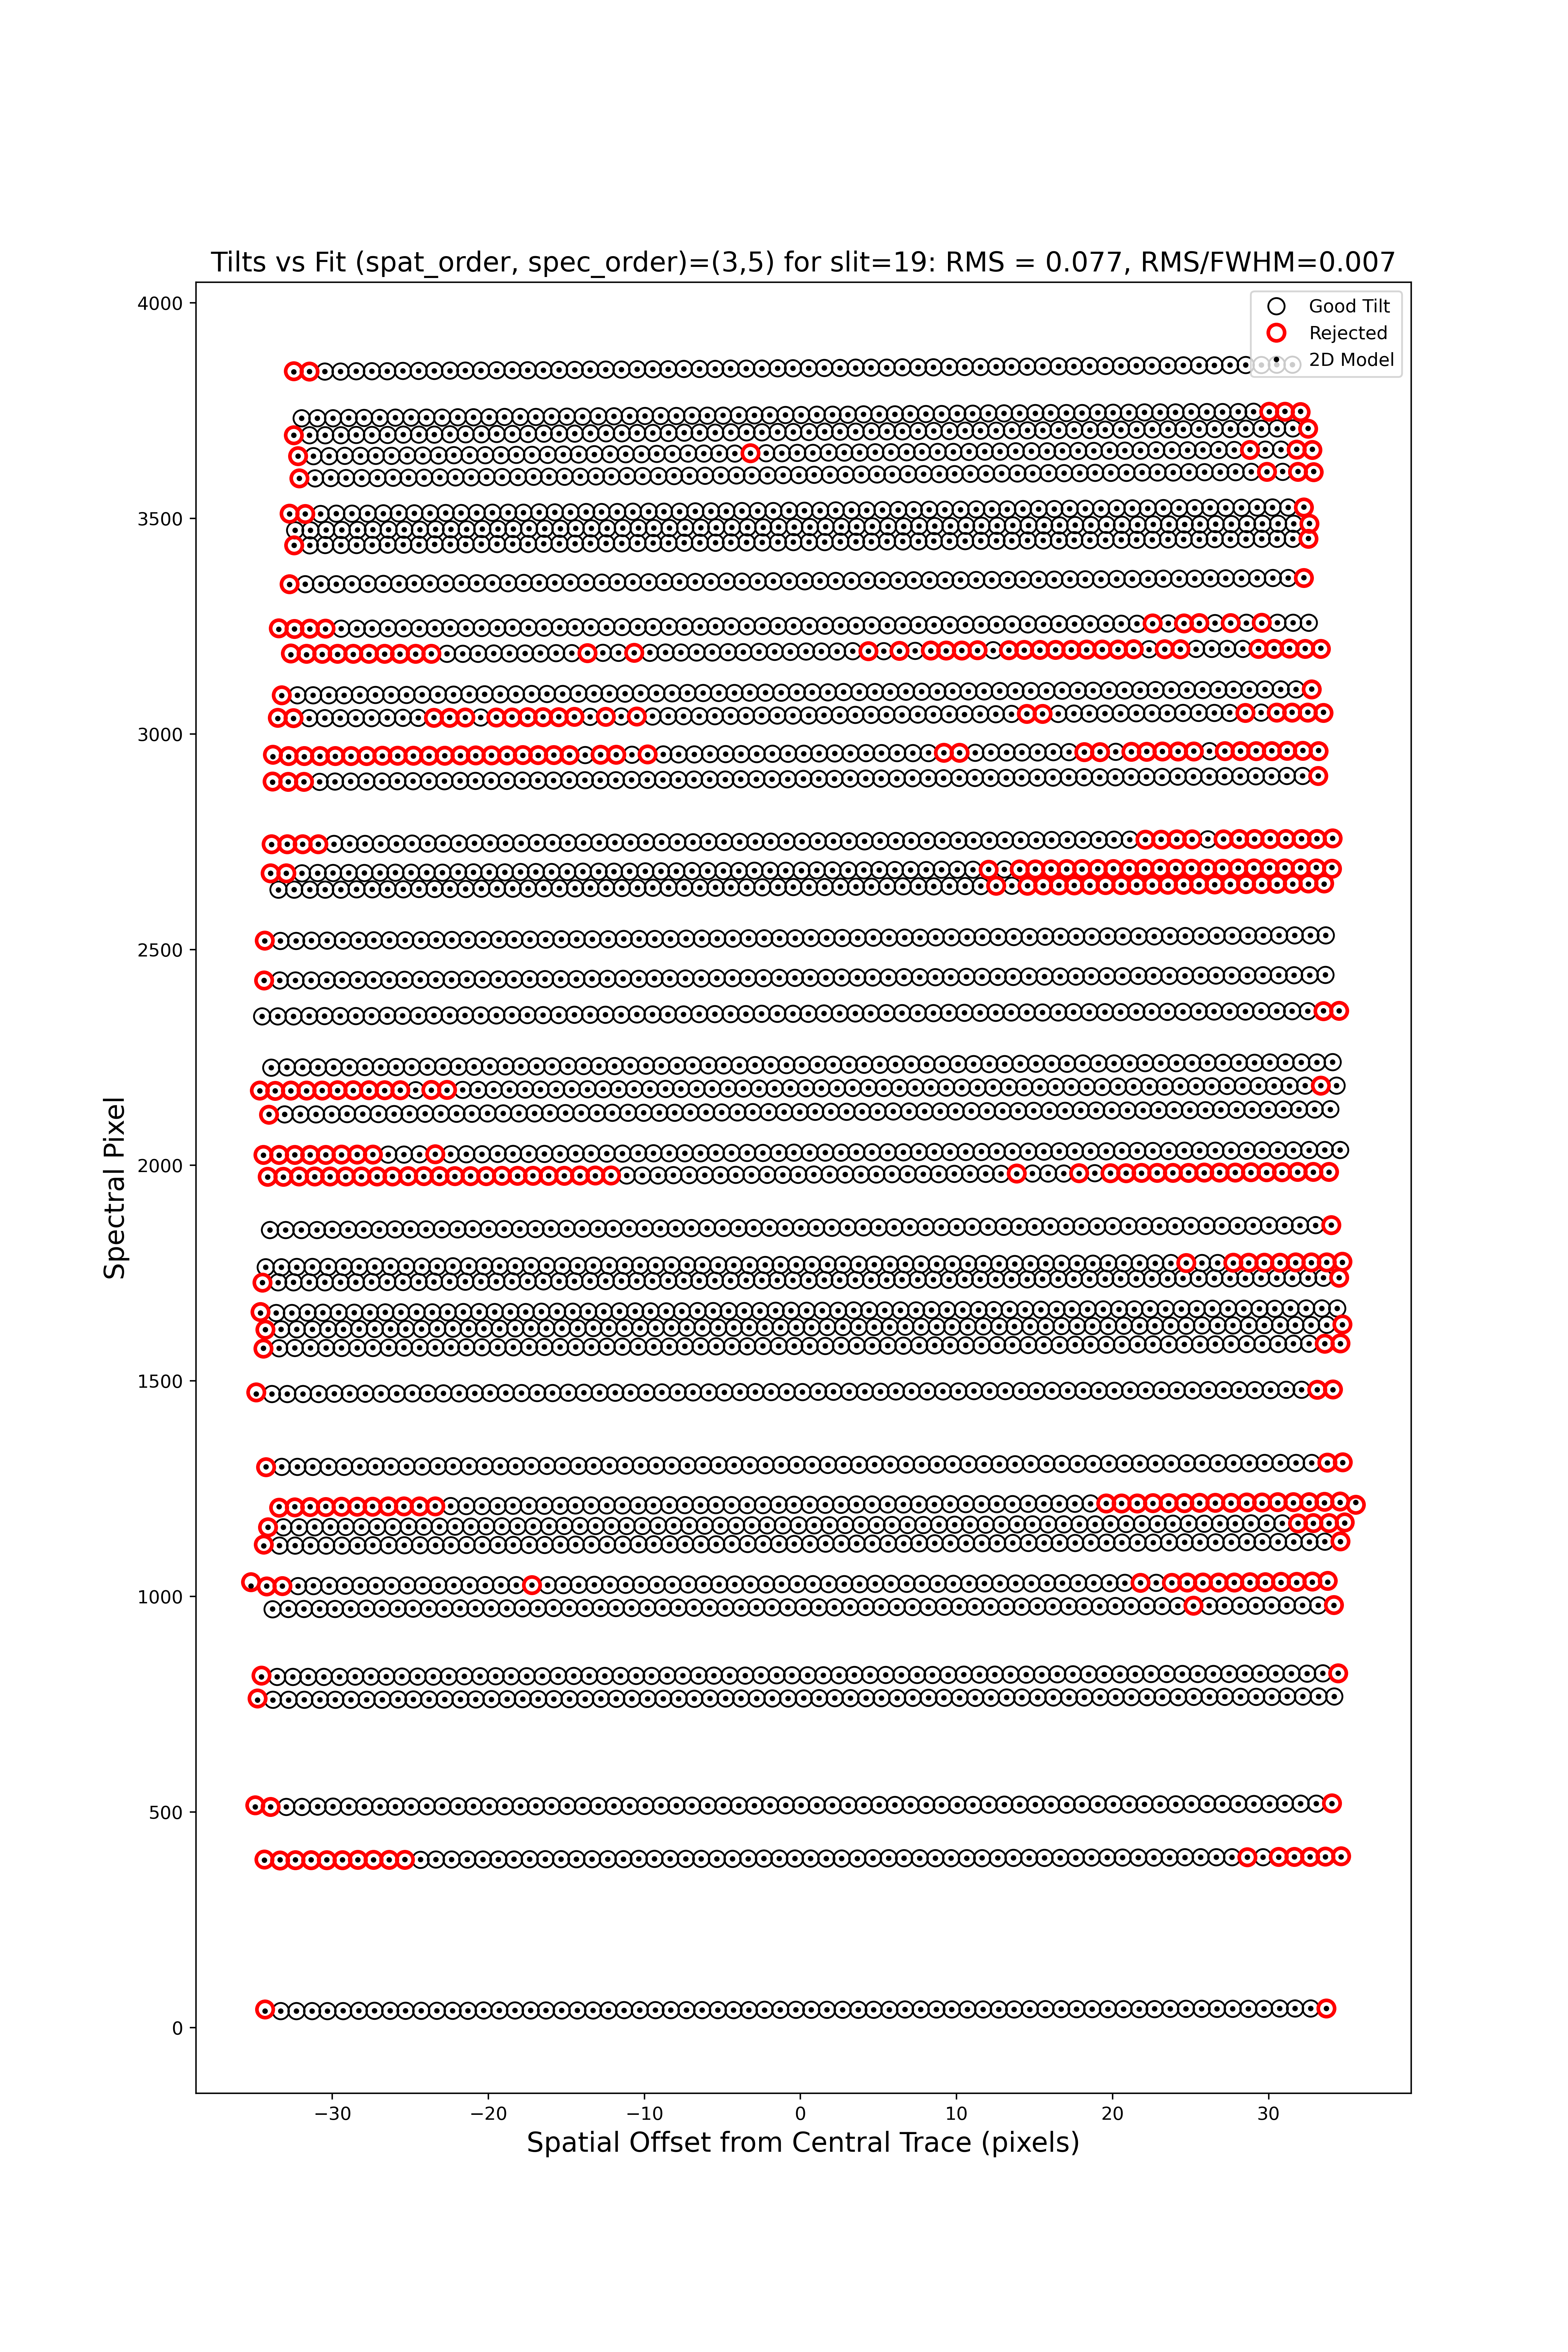 Tilts vs Fit (spat_order, spec_order)=(3,5) for slit=19: RMS = 0.077, RMS/FWHM=0.007
Good Tilt
Rejected
2D Model
4000
3500
3000
2500
2000
1500
1000
500
0
Spectral Pixel
−30 −20 −10 0 10 20 30
Spatial Offset from Central Trace (pixels)